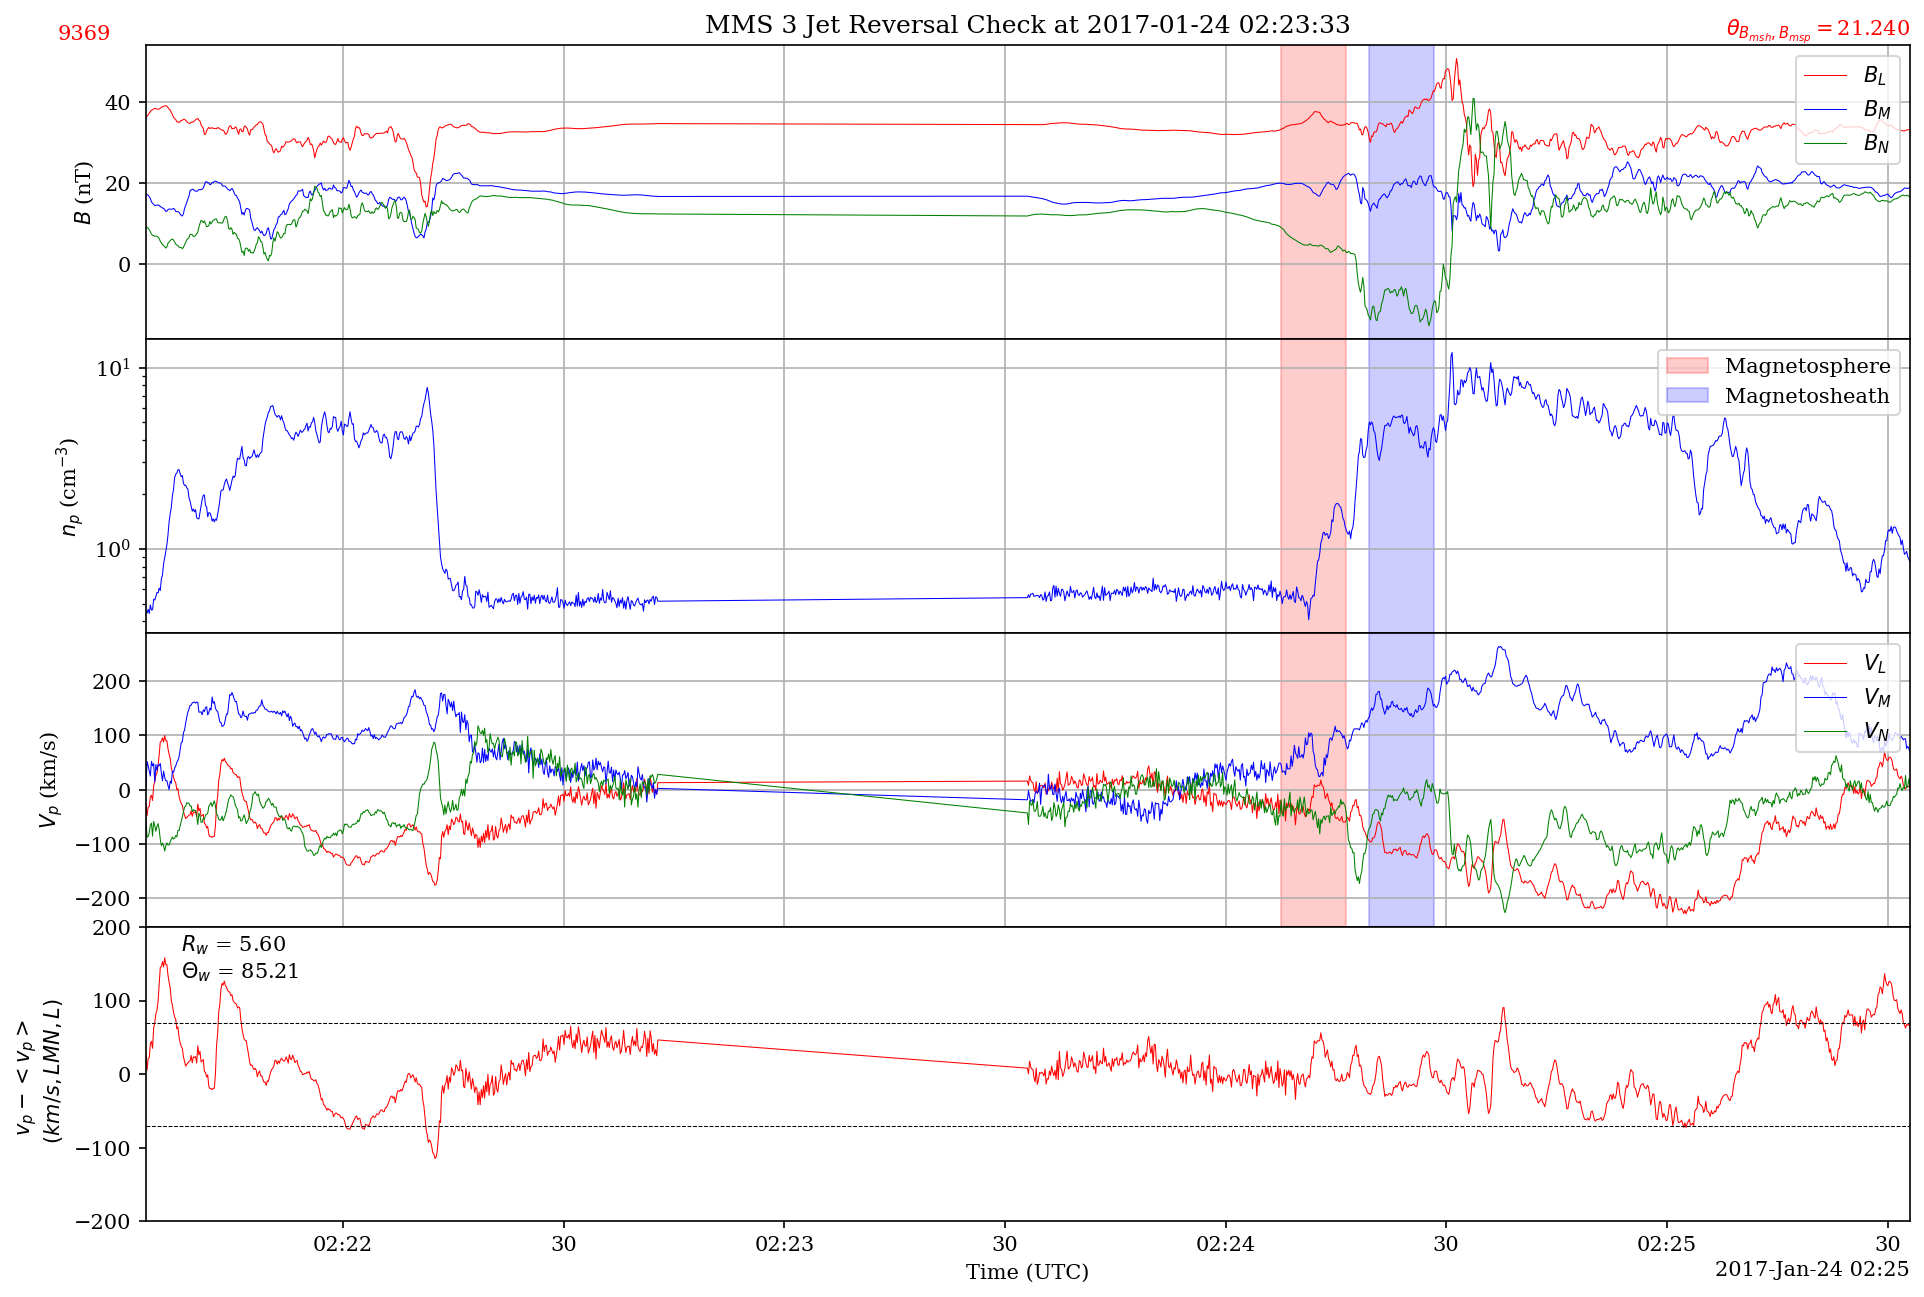 MMS 3 Jet Reversal Check at 2017-01-24 02:23:33
9369
θ_{B_{msh}, B_{msp}} = 21.240
B (nT)
40
20
0
B_L
B_M
B_N
n_p (cm^{-3})
10^1
10^0
Magnetosphere
Magnetosheath
V_p (km/s)
200
100
0
−100
−200
V_L
V_M
V_N
v_p − <v_p>
(km/s, LMN, L)
200
100
0
−100
−200
R_w = 5.60
Θ_w = 85.21
02:22 30 02:23 30 02:24 30 02:25 30
Time (UTC)
2017-Jan-24 02:25